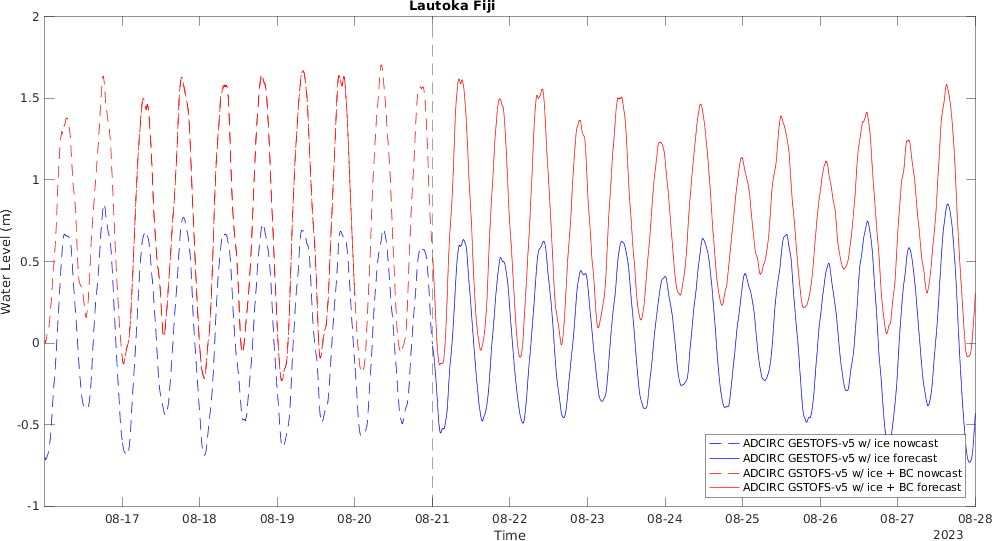 Lautoka Fiji
2
1.5
1
0.5
0
-0.5
-1
Water Level (m)
ADCIRC GESTOFS-v5 w/ ice nowcast
ADCIRC GESTOFS-v5 w/ ice forecast
ADCIRC GSTOFS-v5 w/ ice + BC nowcast
ADCIRC GSTOFS-v5 w/ ice + BC forecast
08-17 08-18 08-19 08-20 08-21 08-22 08-23 08-24 08-25 08-26 08-27 08-28
Time
2023